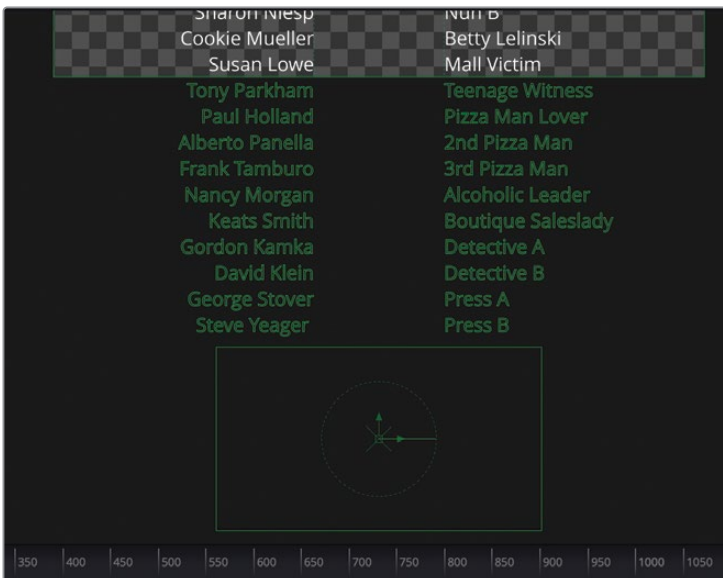 Sharon Niesp Nun B
Cookie Mueller Betty Lelinski
Susan Lowe Mall Victim
Tony Parkham Teenage Witness
Paul Holland Pizza Man Lover
Alberto Panella 2nd Pizza Man
Frank Tamburo 3rd Pizza Man
Nancy Morgan Alcoholic Leader
Keats Smith Boutique Saleslady
Gordon Kamka Detective A
David Klein Detective B
George Stover Press A
Steve Yeager Press B
350 400 450 500 550 600 650 700 750 800 850 900 950 1000 1050